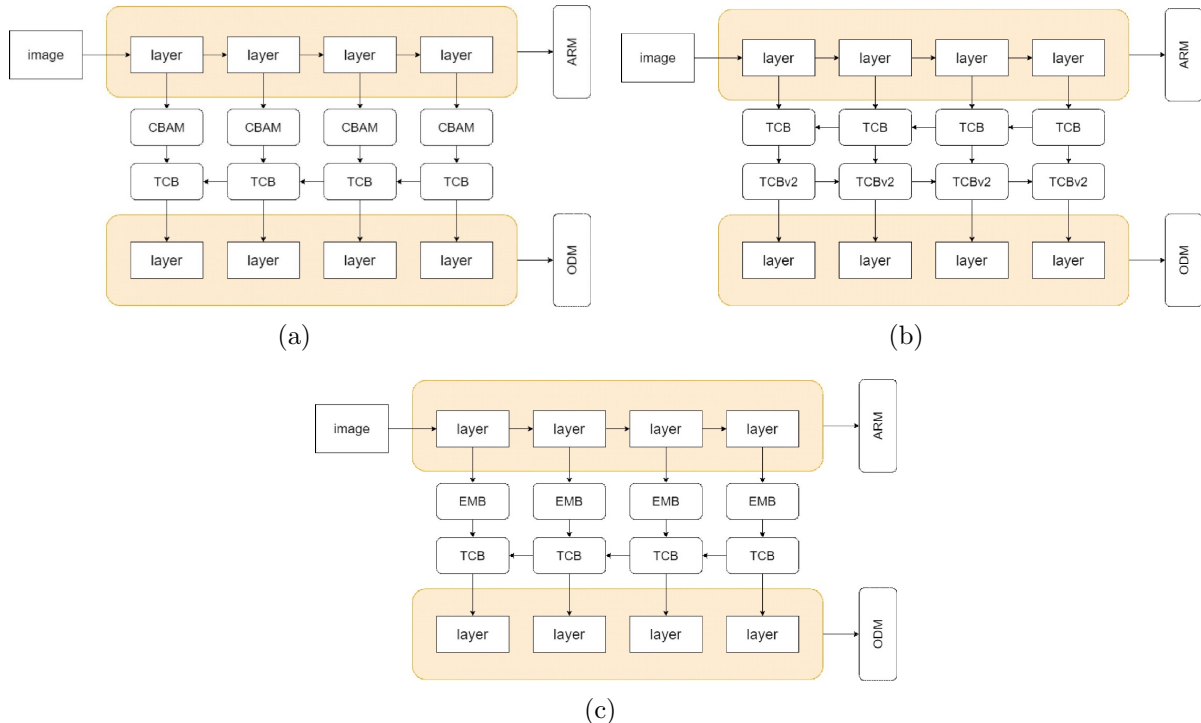 image
layer
layer
layer
layer
ARM
CBAM
CBAM
CBAM
CBAM
TCB
TCB
TCB
TCB
layer
layer
layer
layer
ODM
(a)
image
layer
layer
layer
layer
ARM
TCB
TCB
TCB
TCB
TCBv2
TCBv2
TCBv2
TCBv2
layer
layer
layer
layer
ODM
(b)
image
layer
layer
layer
layer
ARM
EMB
EMB
EMB
EMB
TCB
TCB
TCB
TCB
layer
layer
layer
layer
ODM
(c)